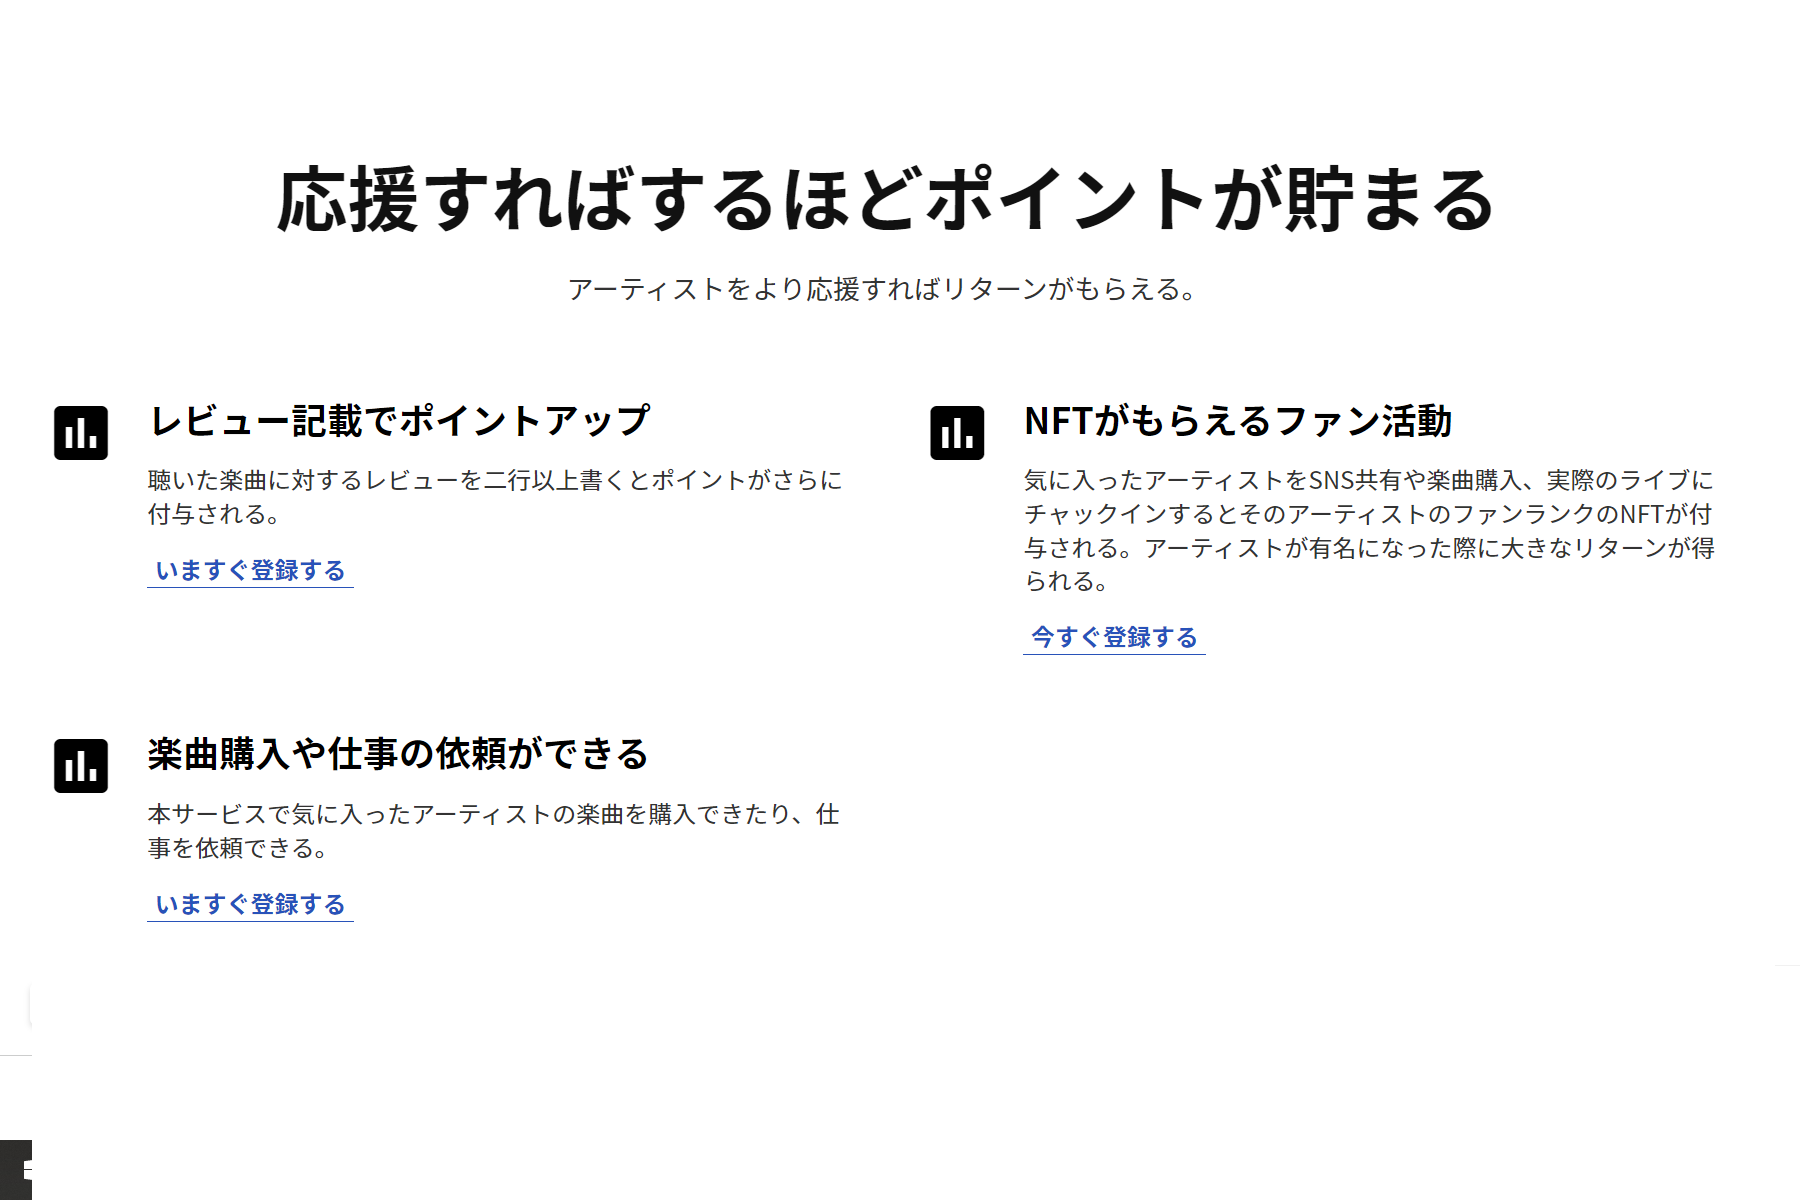 応援すればするほどポイントが貯まる
アーティストをより応援すればリターンがもらえる。
レビュー記載でポイントアップ
聴いた楽曲に対するレビューを二行以上書くとポイントがさらに
付与される。
いますぐ登録する
NFTがもらえるファン活動
気に入ったアーティストをSNS共有や楽曲購入、実際のライブに
チャックインするとそのアーティストのファンランクのNFTが付
与される。アーティストが有名になった際に大きなリターンが得
られる。
今すぐ登録する
楽曲購入や仕事の依頼ができる
本サービスで気に入ったアーティストの楽曲を購入できたり、仕
事を依頼できる。
いますぐ登録する